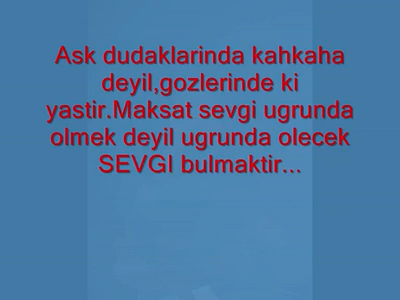 Ask dudaklarinda kahkaha
deyil,gozlerinde ki
yastir.Maksat sevgi ugrunda
olmek deyil ugrunda olecek
SEVGI bulmaktir...